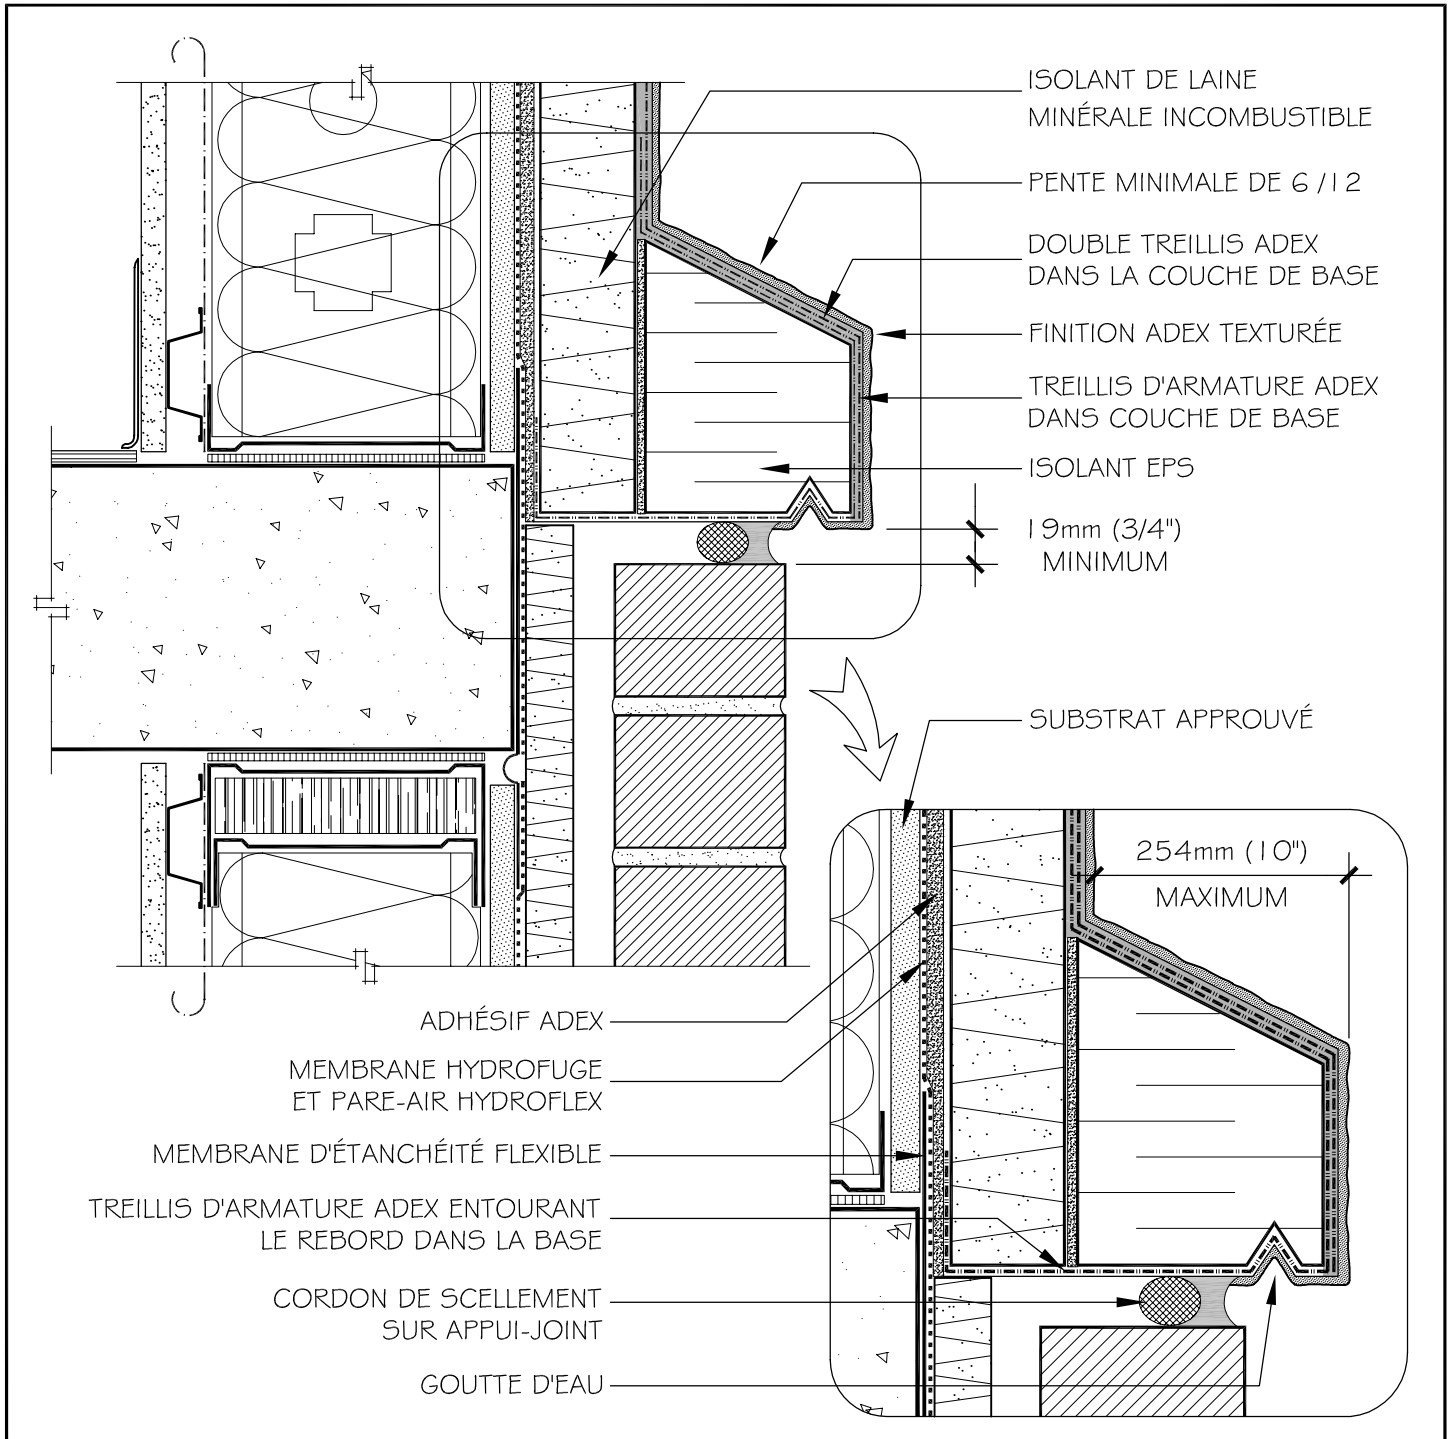 ISOLANT DE LAINE
MINÉRALE INCOMBUSTIBLE
PENTE MINIMALE DE 6 /12
DOUBLE TREILLIS ADEX
DANS LA COUCHE DE BASE
FINITION ADEX TEXTURÉE
TREILLIS D'ARMATURE ADEX
DANS COUCHE DE BASE
ISOLANT EPS
19mm (3/4")
MINIMUM
SUBSTRAT APPROUVÉ
254mm (10")
MAXIMUM
ADHÉSIF ADEX
MEMBRANE HYDROFUGE
ET PARE-AIR HYDROFLEX
MEMBRANE D'ÉTANCHÉITÉ FLEXIBLE
TREILLIS D'ARMATURE ADEX ENTOURANT
LE REBORD DANS LA BASE
CORDON DE SCELLEMENT
SUR APPUI-JOINT
GOUTTE D'EAU